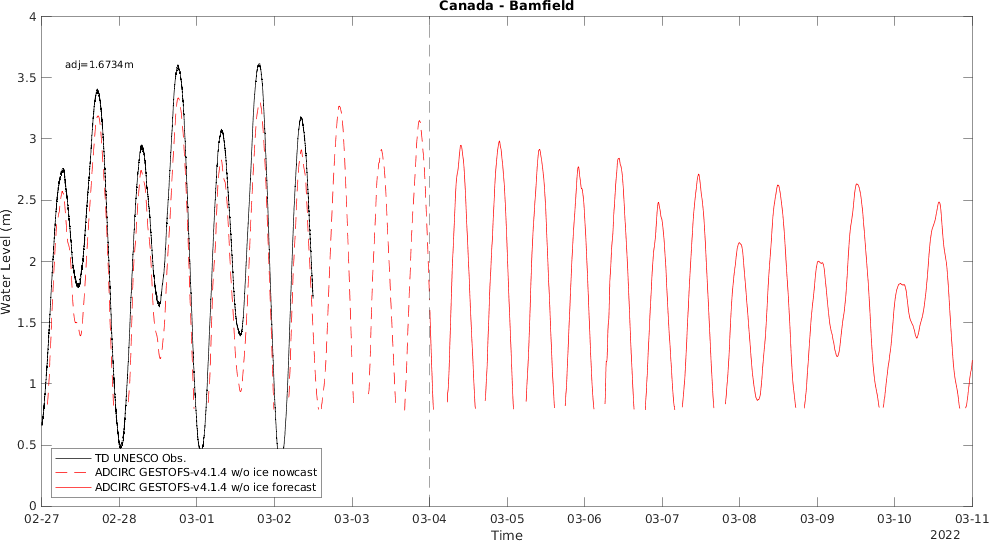 Canada - Bamfield
adj=1.6734m
Water Level (m)
4
3.5
3
2.5
2
1.5
1
0.5
0
TD UNESCO Obs.
ADCIRC GESTOFS-v4.1.4 w/o ice nowcast
ADCIRC GESTOFS-v4.1.4 w/o ice forecast
02-27 02-28 03-01 03-02 03-03 03-04 03-05 03-06 03-07 03-08 03-09 03-10 03-11
Time
2022